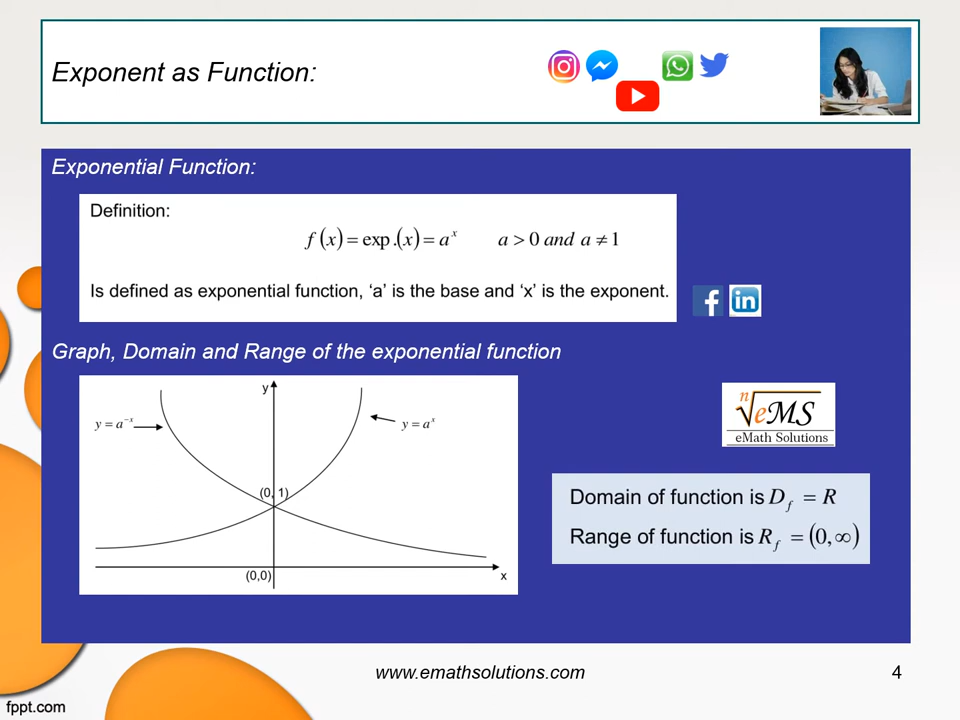 Exponent as Function:
Exponential Function:
Definition:
f (x) = exp.(x) = a^x a > 0 and a ≠ 1
Is defined as exponential function, ‘a’ is the base and ‘x’ is the exponent.
f in
Graph, Domain and Range of the exponential function
y
y = a^−x
y = a^x
(0, 1)
(0,0)
x
n√eMS
eMath Solutions
Domain of function is D_f = R
Range of function is R_f = (0,∞)
www.emathsolutions.com
4
fppt.com